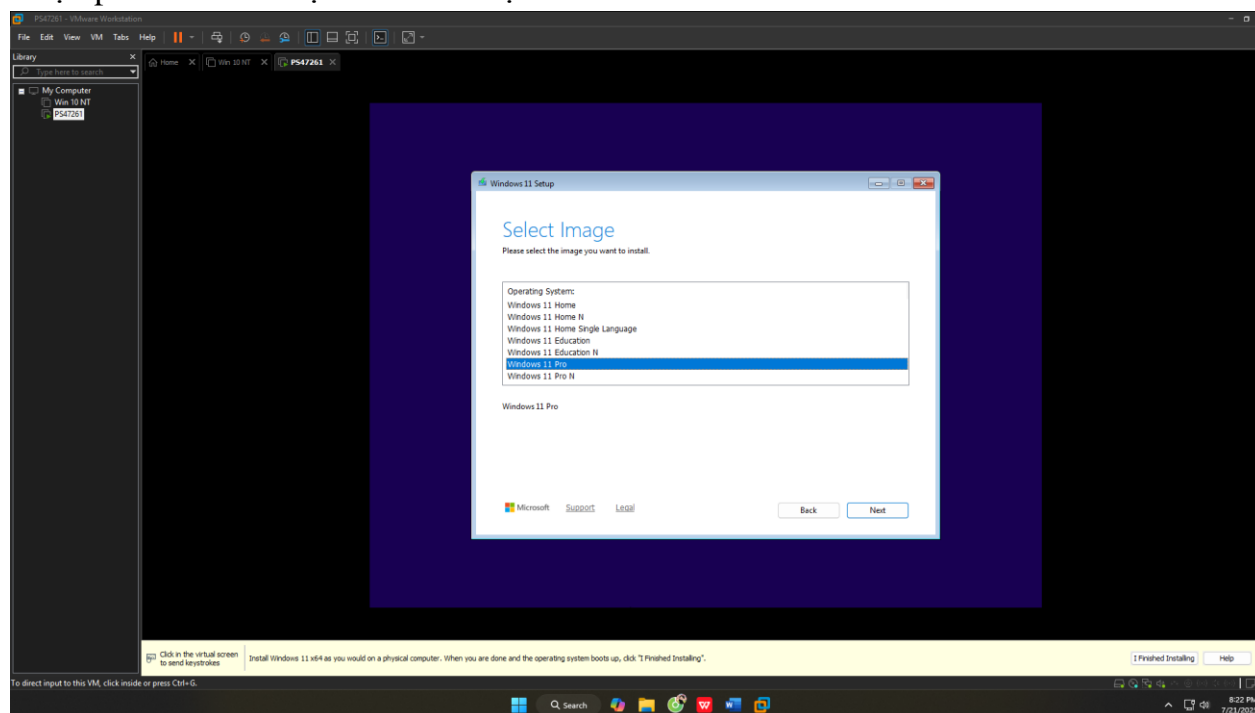 PS47261 - VMware Workstation
File Edit View VM Tabs Help
Library
Type here to search
My Computer
Win 10 NT
PS47261
Home
Win 10 NT
PS47261
Windows 11 Setup
Select Image
Please select the image you want to install.
Operating System:
Windows 11 Home
Windows 11 Home N
Windows 11 Home Single Language
Windows 11 Education
Windows 11 Education N
Windows 11 Pro
Windows 11 Pro N
Windows 11 Pro
Microsoft Support Legal
Back Next
Click in the virtual screen
to send keystrokes
Install Windows 11 x64 as you would on a physical computer. When you are done and the operating system boots up, click "I Finished Installing".
I Finished Installing Help
To direct input to this VM, click inside or press Ctrl+G.
Search
8:22 PM